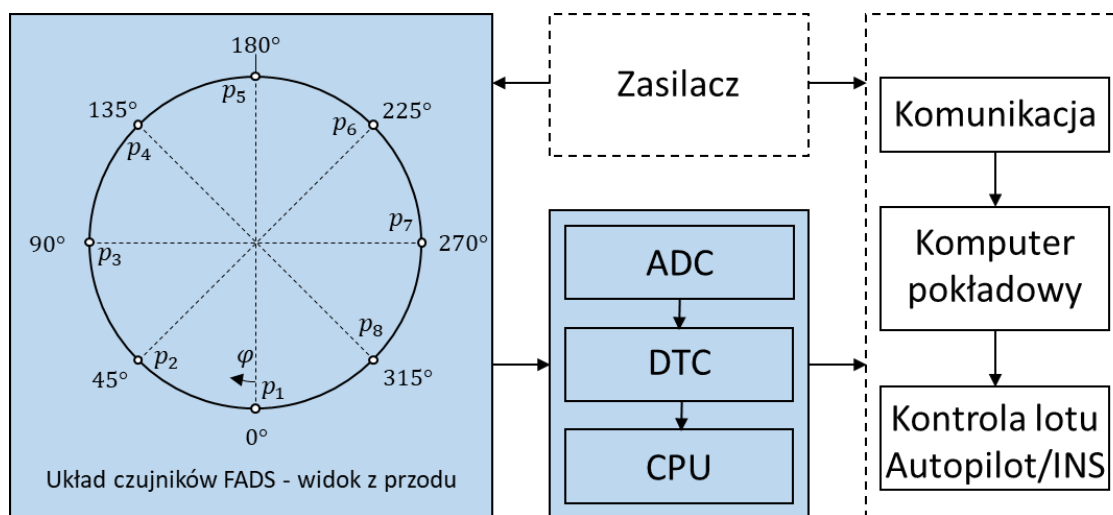 180°
p₅
135°
p₄
225°
p₆
90°
p₃
p₇
270°
p₂
p₈
45°
φ
p₁
315°
0°
Układ czujników FADS - widok z przodu
Zasilacz
ADC
DTC
CPU
Komunikacja
Komputer
pokładowy
Kontrola lotu
Autopilot/INS